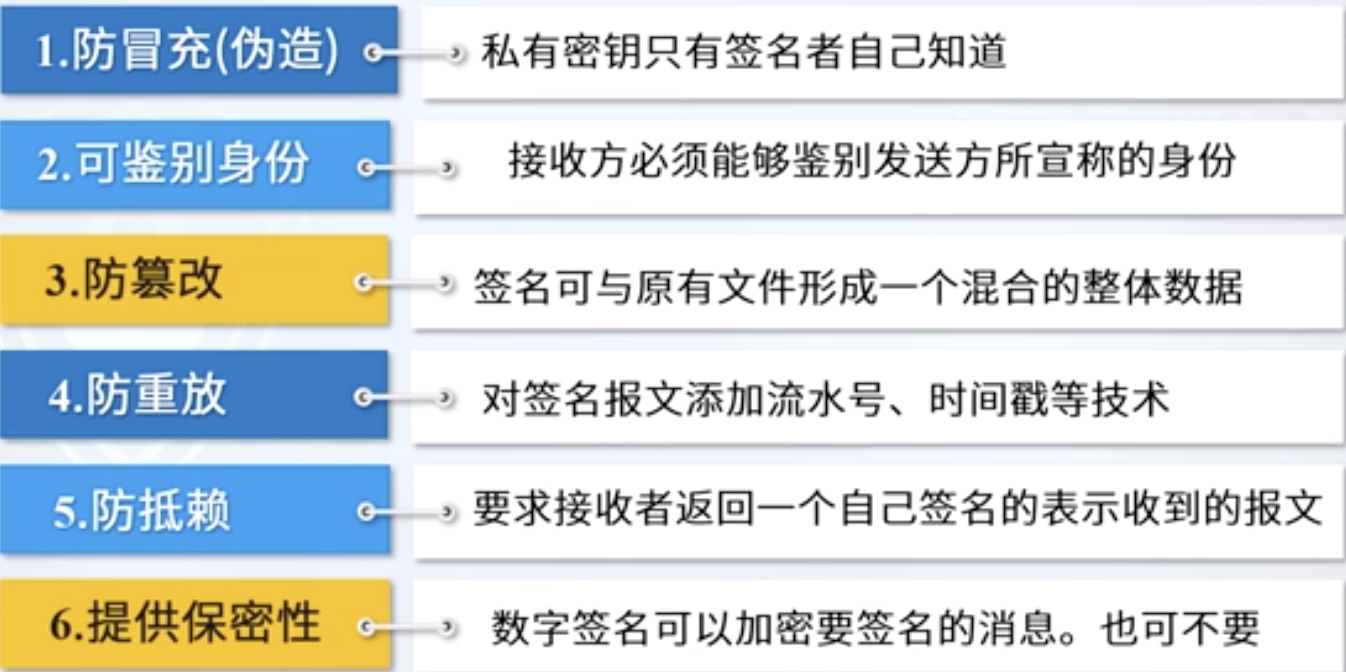 1.防冒充(伪造)
私有密钥只有签名者自己知道
2.可鉴别身份
接收方必须能够鉴别发送方所宣称的身份
3.防篡改
签名可与原有文件形成一个混合的整体数据
4.防重放
对签名报文添加流水号、时间戳等技术
5.防抵赖
要求接收者返回一个自己签名的表示收到的报文
6.提供保密性
数字签名可以加密要签名的消息。也可不要